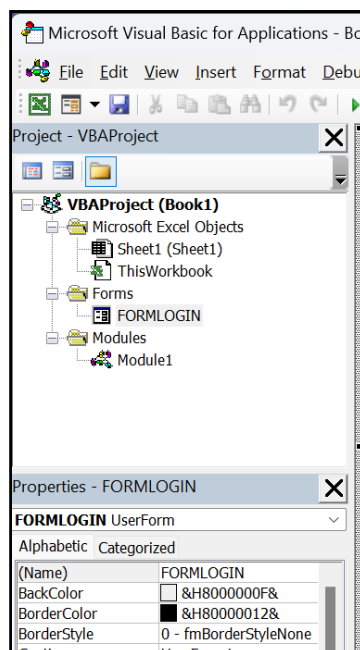 Microsoft Visual Basic for Applications - Bo
File Edit View Insert Format Debu
Project - VBAProject
VBAProject (Book1)
Microsoft Excel Objects
Sheet1 (Sheet1)
ThisWorkbook
Forms
FORMLOGIN
Modules
Module1
Properties - FORMLOGIN
FORMLOGIN UserForm
Alphabetic Categorized
(Name) FORMLOGIN
BackColor &H8000000F&
BorderColor &H80000012&
BorderStyle 0 - fmBorderStyleNone